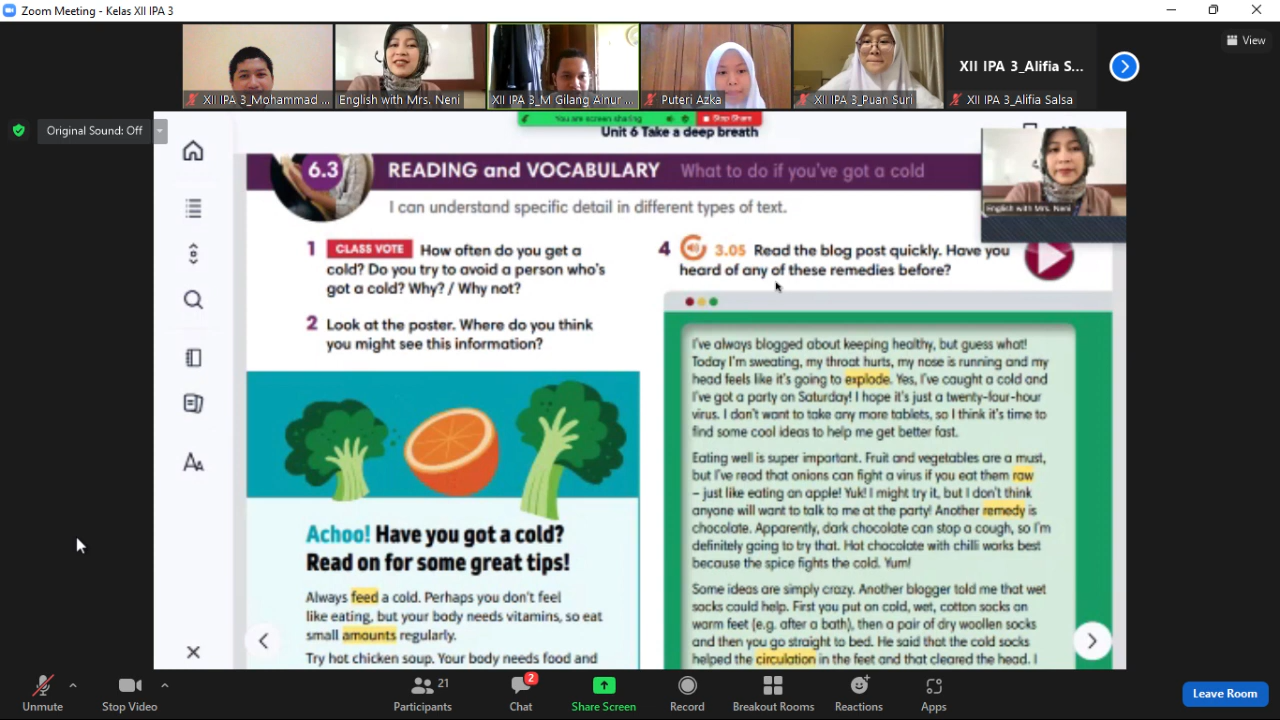 Zoom Meeting - Kelas XII IPA 3
View
XII IPA 3_Mohammad ...
English with Mrs. Neni
XII IPA 3_M Gilang Ainur ...
Puteri Azka
XII IPA 3_Puan Suri
XII IPA 3_Alifia S...
XII IPA 3_Alifia Salsa
Original Sound: Off
You are screen sharing
Stop Share
Unit 6 Take a deep breath
6.3 READING and VOCABULARY What to do if you've got a cold
I can understand specific detail in different types of text.
English with Mrs. Neni
1 CLASS VOTE How often do you get a
cold? Do you try to avoid a person who's
got a cold? Why? / Why not?
2 Look at the poster. Where do you think
you might see this information?
Achoo! Have you got a cold?
Read on for some great tips!
Always feed a cold. Perhaps you don't feel
like eating, but your body needs vitamins, so eat
small amounts regularly.
Try hot chicken soup. Your body needs food and
4 3.05 Read the blog post quickly. Have you
heard of any of these remedies before?
I've always blogged about keeping healthy, but guess what!
Today I'm sweating, my throat hurts, my nose is running and my
head feels like it's going to explode. Yes, I've caught a cold and
I've got a party on Saturday! I hope it's just a twenty-four-hour
virus. I don't want to take any more tablets, so I think it's time to
find some cool ideas to help me get better fast.
Eating well is super important. Fruit and vegetables are a must,
but I've read that onions can fight a virus if you eat them raw
– just like eating an apple! Yuk! I might try it, but I don't think
anyone will want to talk to me at the party! Another remedy is
chocolate. Apparently, dark chocolate can stop a cough, so I'm
definitely going to try that. Hot chocolate with chilli works best
because the spice fights the cold. Yum!
Some ideas are simply crazy. Another blogger told me that wet
socks could help. First you put on cold, wet, cotton socks on
warm feet (e.g. after a bath), then a pair of dry woollen socks
and then you go straight to bed. He said that the cold socks
helped the circulation in the feet and that cleared the head. I
Unmute
Stop Video
21
Participants
2
Chat
Share Screen
Record
Breakout Rooms
Reactions
Apps
Leave Room